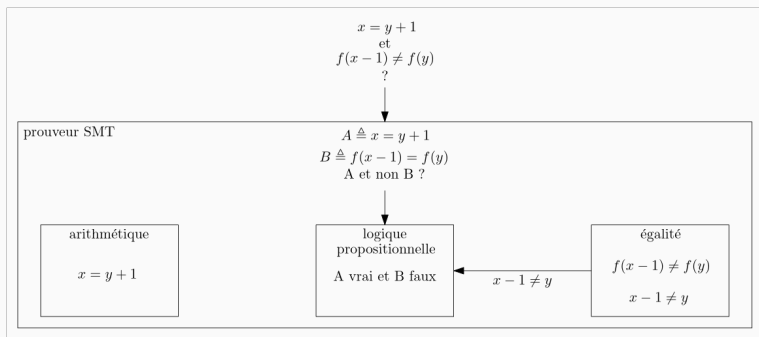 x = y + 1
et
f(x − 1) ≠ f(y)
?
prouveur SMT
A ≜ x = y + 1
B ≜ f(x − 1) = f(y)
A et non B ?
arithmétique
x = y + 1
logique
propositionnelle
A vrai et B faux
x − 1 ≠ y
égalité
f(x − 1) ≠ f(y)
x − 1 ≠ y